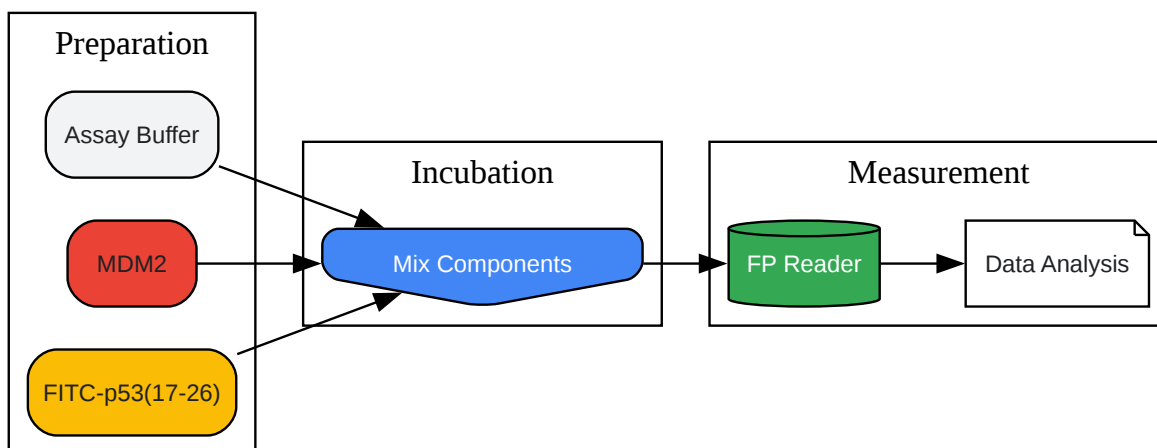 Preparation
Assay Buffer
MDM2
FITC-p53(17-26)
Incubation
Mix Components
Measurement
FP Reader
Data Analysis